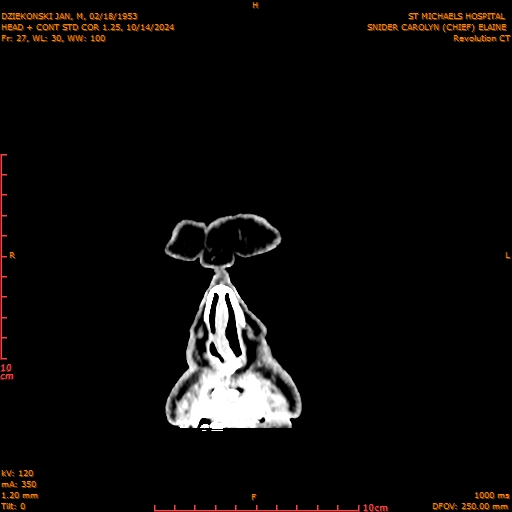 H
DZIEKONSKI JAN, M, 02/18/1953
HEAD + CONT STD COR 1.25, 10/14/2024
Fr: 27, WL: 30, WW: 100
ST MICHAELS HOSPITAL
SNIDER CAROLYN (CHIEF) ELAINE
Revolution CT
R
L
10
cm
kV: 120
mA: 350
1.20 mm
Tilt: 0
F
10cm
1000 ms
DFOV: 250.00 mm